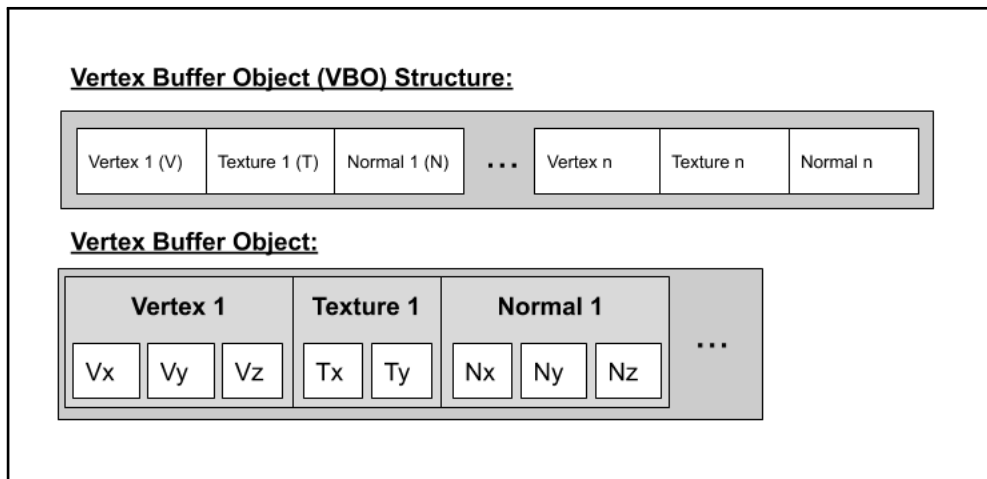 Vertex Buffer Object (VBO) Structure:
Vertex 1 (V) Texture 1 (T) Normal 1 (N) ... Vertex n Texture n Normal n
Vertex Buffer Object:
Vertex 1 Texture 1 Normal 1
Vx Vy Vz Tx Ty Nx Ny Nz ...